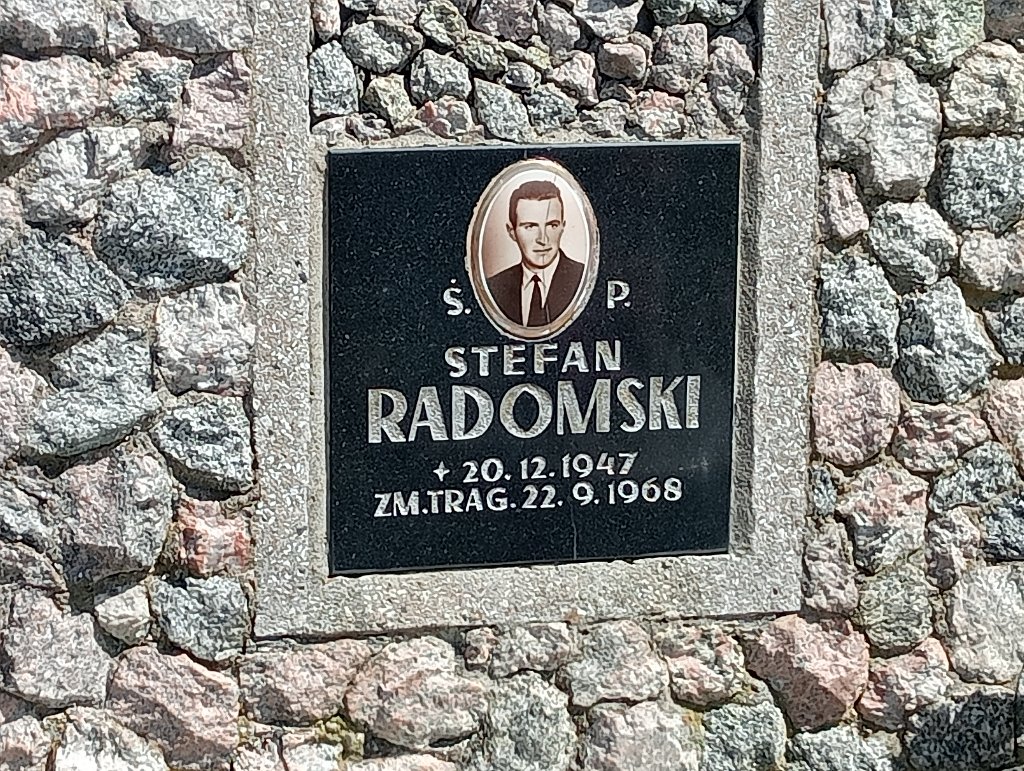 Ś. P.
STEFAN
RADOMSKI
+ 20.12.1947
ZM.TRAG.22.9.1968